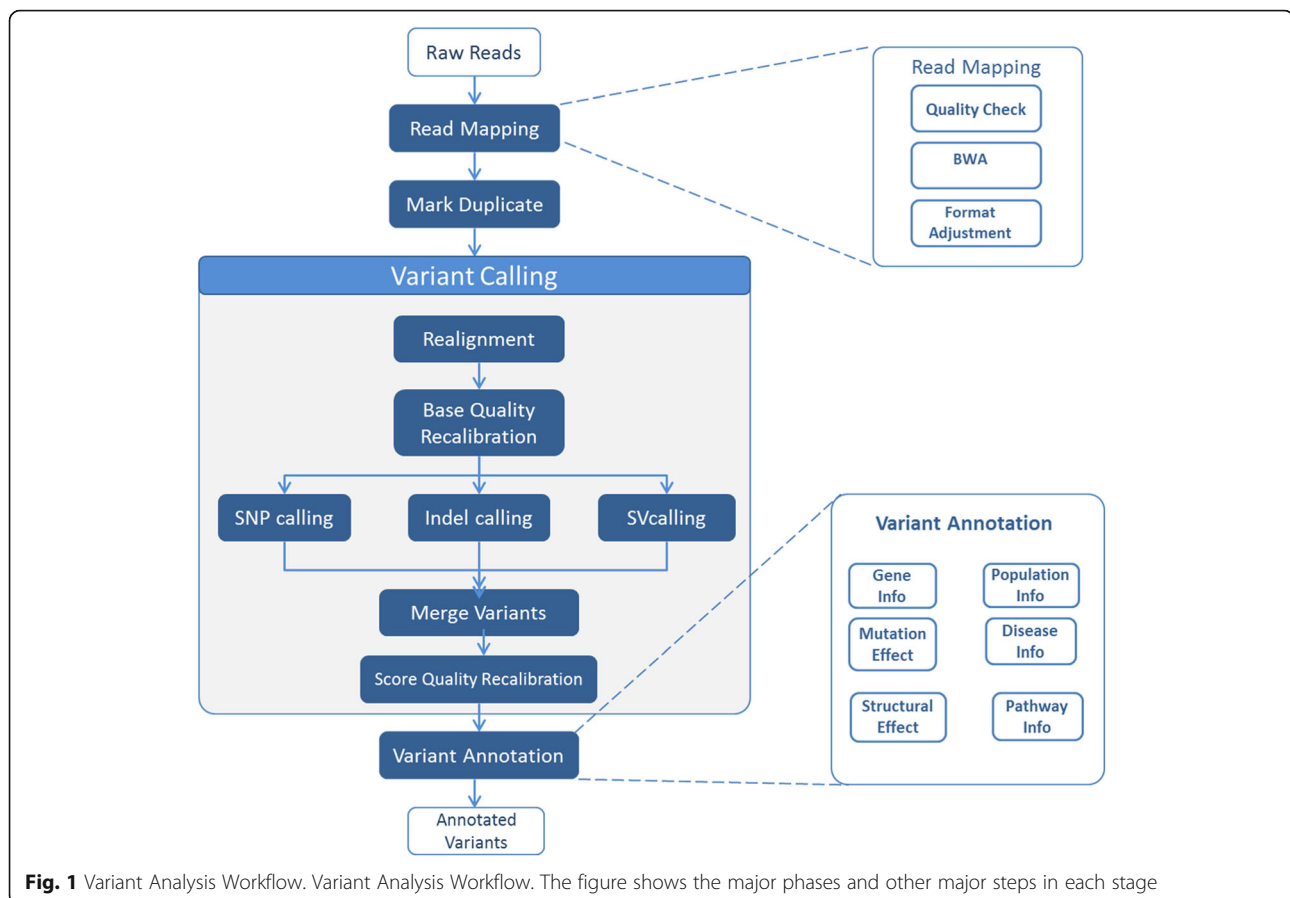 Raw Reads
Read Mapping
Mark Duplicate
Read Mapping
Quality Check
BWA
Format
Adjustment
Variant Calling
Realignment
Base Quality
Recalibration
SNP calling
Indel calling
SVcalling
Merge Variants
Score Quality Recalibration
Variant Annotation
Annotated
Variants
Variant Annotation
Gene
Info
Population
Info
Mutation
Effect
Disease
Info
Structural
Effect
Pathway
Info
Fig. 1 Variant Analysis Workflow. Variant Analysis Workflow. The figure shows the major phases and other major steps in each stage